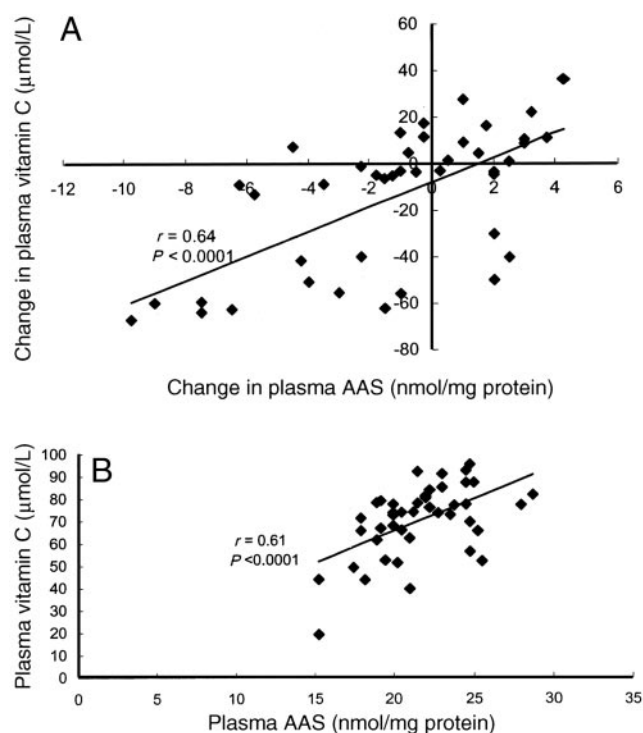 A
Change in plasma vitamin C (μmol/L)
60
40
20
0
-12 -10 -8 -6 -4 -2 0 2 4 6
-20
r = 0.64
P < 0.0001
-40
-60
-80
Change in plasma AAS (nmol/mg protein)
B
Plasma vitamin C (μmol/L)
100
90
80
70
60
50
40
30
20
10
0
r = 0.61
P <0.0001
0 5 10 15 20 25 30 35
Plasma AAS (nmol/mg protein)